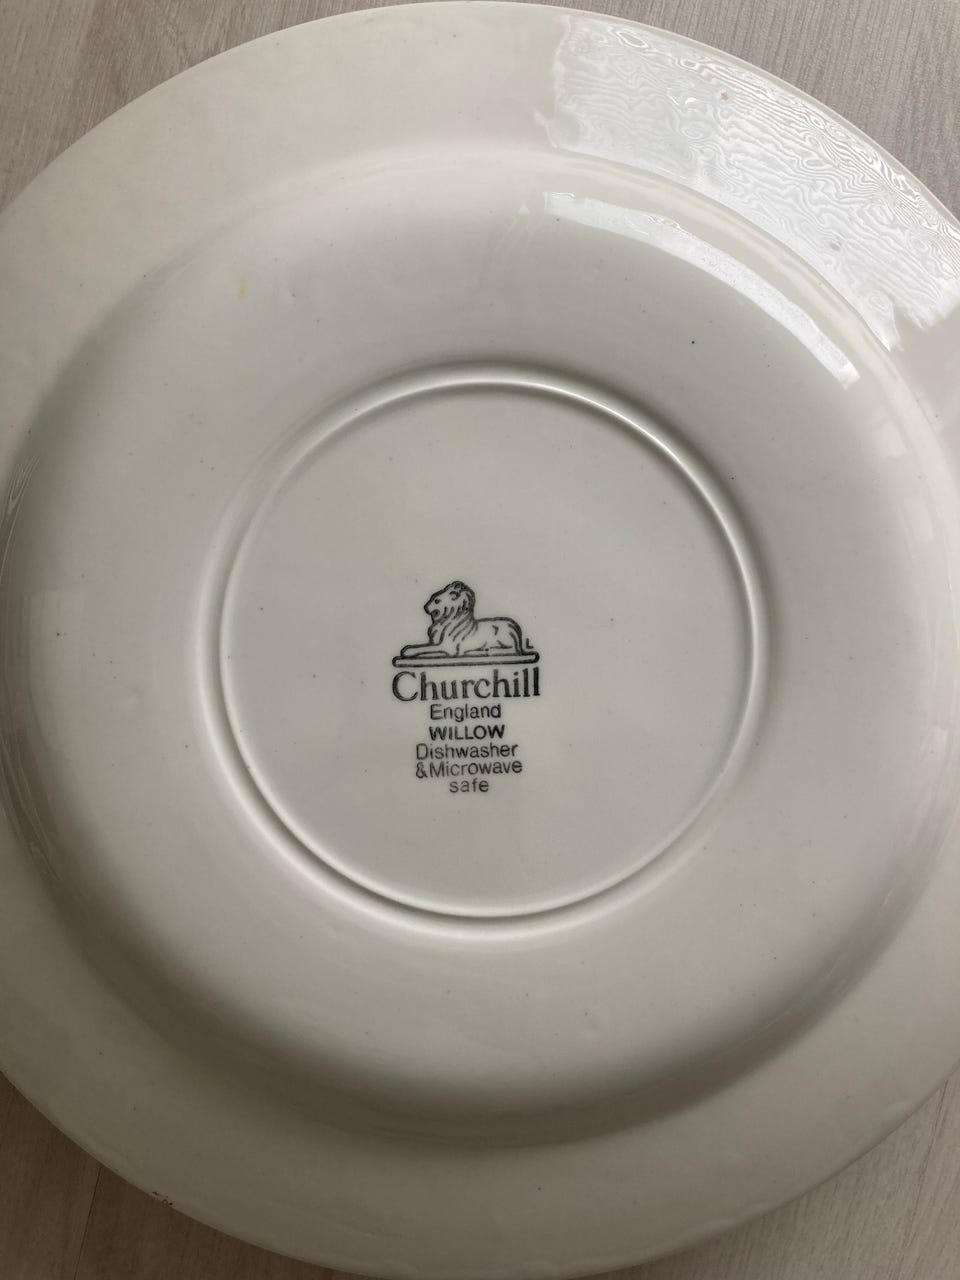 Churchill
England
WILLOW
Dishwasher
&Microwave
safe